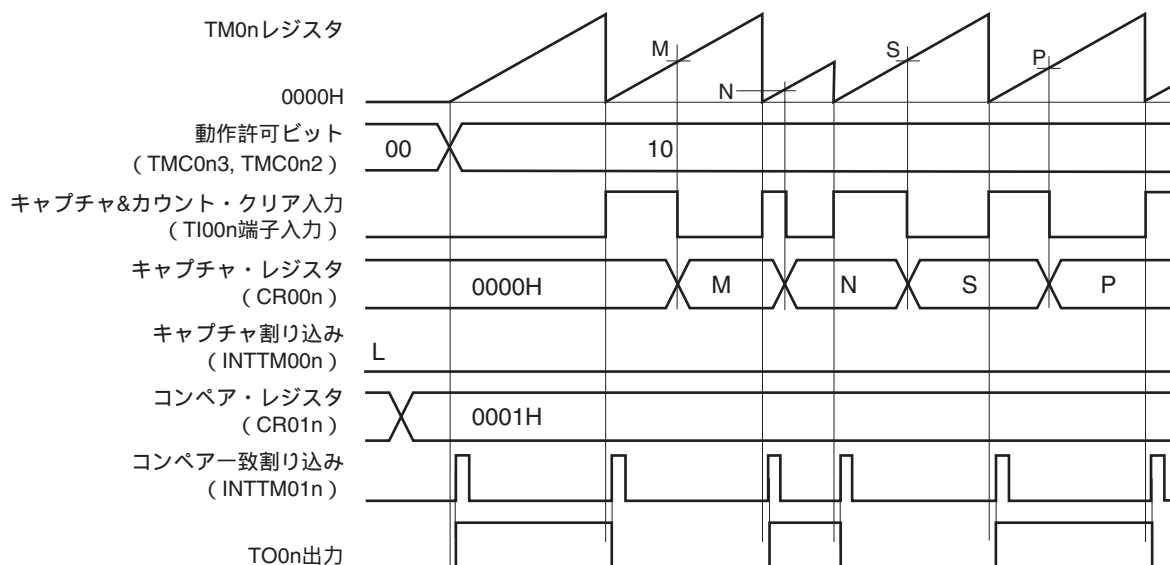 TM0nレジスタ
M
S
P
N
0000H
動作許可ビット
（TMC0n3, TMC0n2）
00
10
キャプチャ&カウント・クリア入力
（TI00n端子入力）
キャプチャ・レジスタ
（CR00n）
0000H
M
N
S
P
キャプチャ割り込み
（INTTM00n）
L
コンペア・レジスタ
（CR01n）
0001H
コンペア一致割り込み
（INTTM01n）
TO0n出力